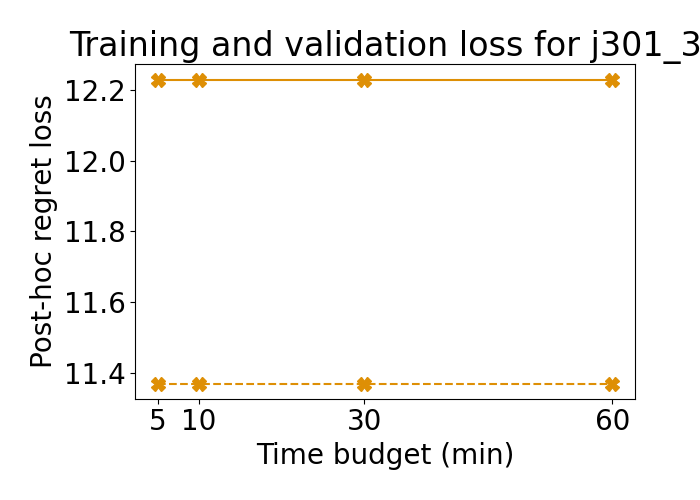 Training and validation loss for j301_3
Post-hoc regret loss
12.2
12.0
11.8
11.6
11.4
5 10 30 60
Time budget (min)